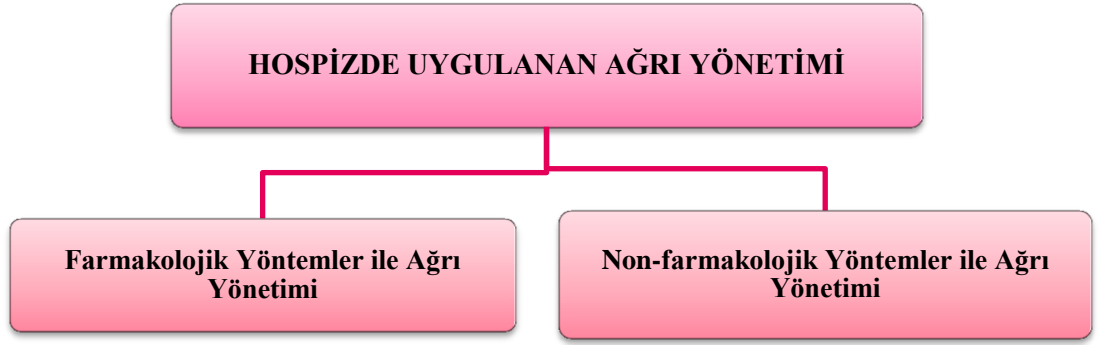 HOSPİZDE UYGULANAN AĞRI YÖNETİMİ
Farmakolojik Yöntemler ile Ağrı
Yönetimi
Non-farmakolojik Yöntemler ile Ağrı
Yönetimi